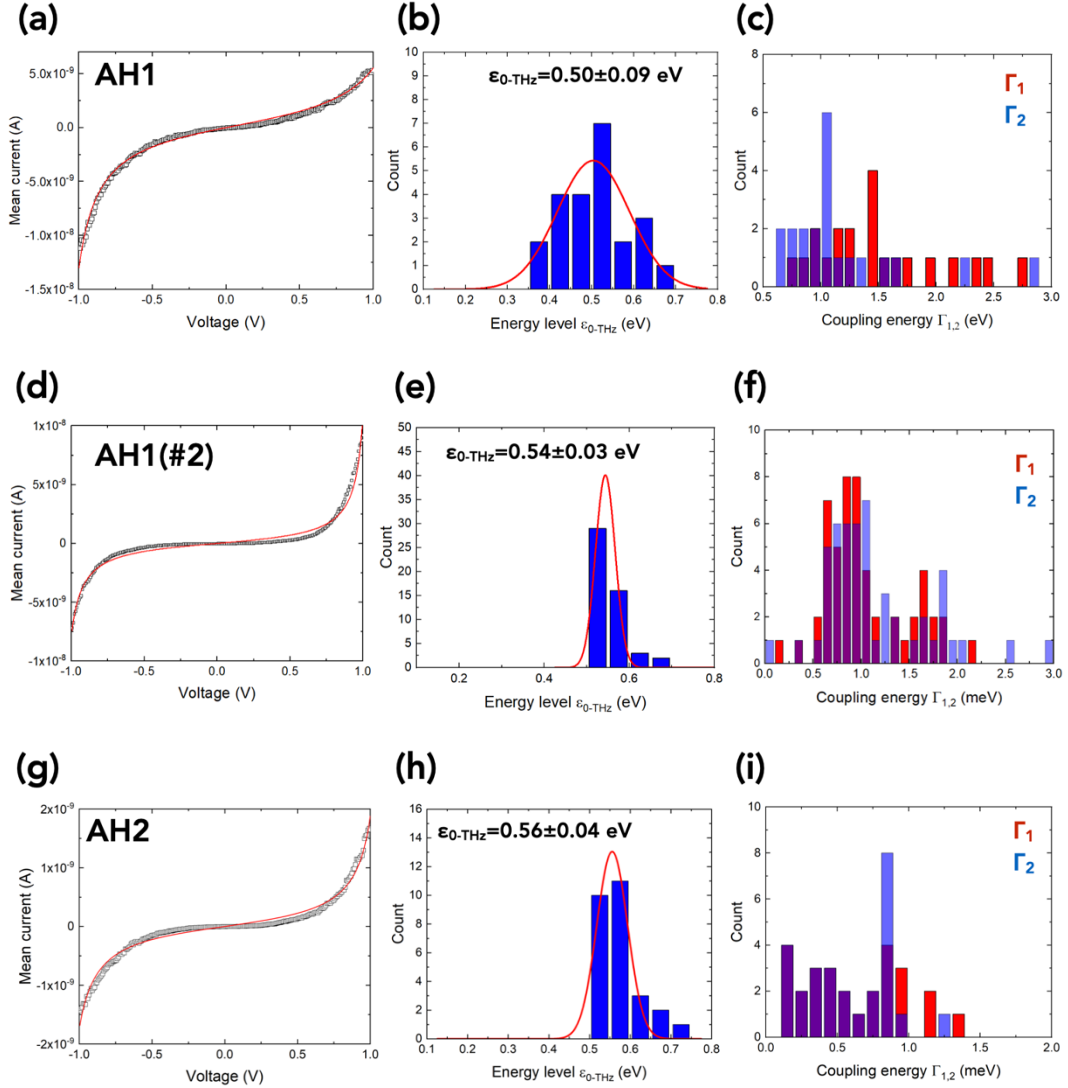 (a)
AH1
5.0x10⁻⁹
0.0
-5.0x10⁻⁹
-1.0x10⁻⁸
-1.5x10⁻⁸
-1.0 -0.5 0.0 0.5 1.0
Mean current (A)
Voltage (V)
(b)
ε0-THz=0.50±0.09 eV
10
9
8
7
6
5
4
3
2
1
0
0.1 0.2 0.3 0.4 0.5 0.6 0.7 0.8
Count
Energy level ε0-THz (eV)
(c)
Γ1
Γ2
8
6
4
2
0
0.5 1.0 1.5 2.0 2.5 3.0
Count
Coupling energy Γ1,2 (eV)
(d)
AH1(#2)
1x10⁻⁸
5x10⁻⁹
0
-5x10⁻⁹
-1x10⁻⁸
-1.0 -0.5 0.0 0.5 1.0
Mean current (A)
Voltage (V)
(e)
ε0-THz=0.54±0.03 eV
50
45
40
35
30
25
20
15
10
5
0
0.2 0.4 0.6 0.8
Count
Energy level ε0-THz (eV)
(f)
Γ1
Γ2
10
8
6
4
2
0
0.0 0.5 1.0 1.5 2.0 2.5 3.0
Count
Coupling energy Γ1,2 (meV)
(g)
AH2
2x10⁻⁹
1x10⁻⁹
0
-1x10⁻⁹
-2x10⁻⁹
-1.0 -0.5 0.0 0.5 1.0
Mean current (A)
Voltage (V)
(h)
ε0-THz=0.56±0.04 eV
16
14
12
10
8
6
4
2
0
0.1 0.2 0.3 0.4 0.5 0.6 0.7 0.8
Count
Energy level ε0-THz (eV)
(i)
Γ1
Γ2
10
8
6
4
2
0
0.0 0.5 1.0 1.5 2.0
Count
Coupling energy Γ1,2 (meV)